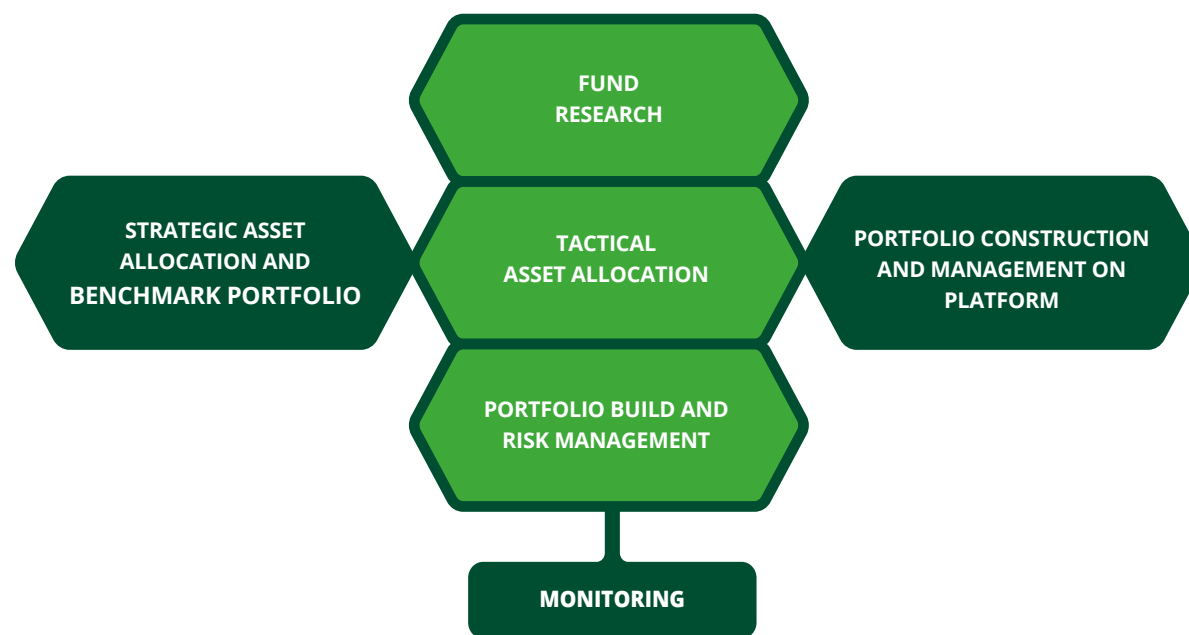 FUND
RESEARCH
STRATEGIC ASSET
ALLOCATION AND
BENCHMARK PORTFOLIO
TACTICAL
ASSET ALLOCATION
PORTFOLIO CONSTRUCTION
AND MANAGEMENT ON
PLATFORM
PORTFOLIO BUILD AND
RISK MANAGEMENT
MONITORING